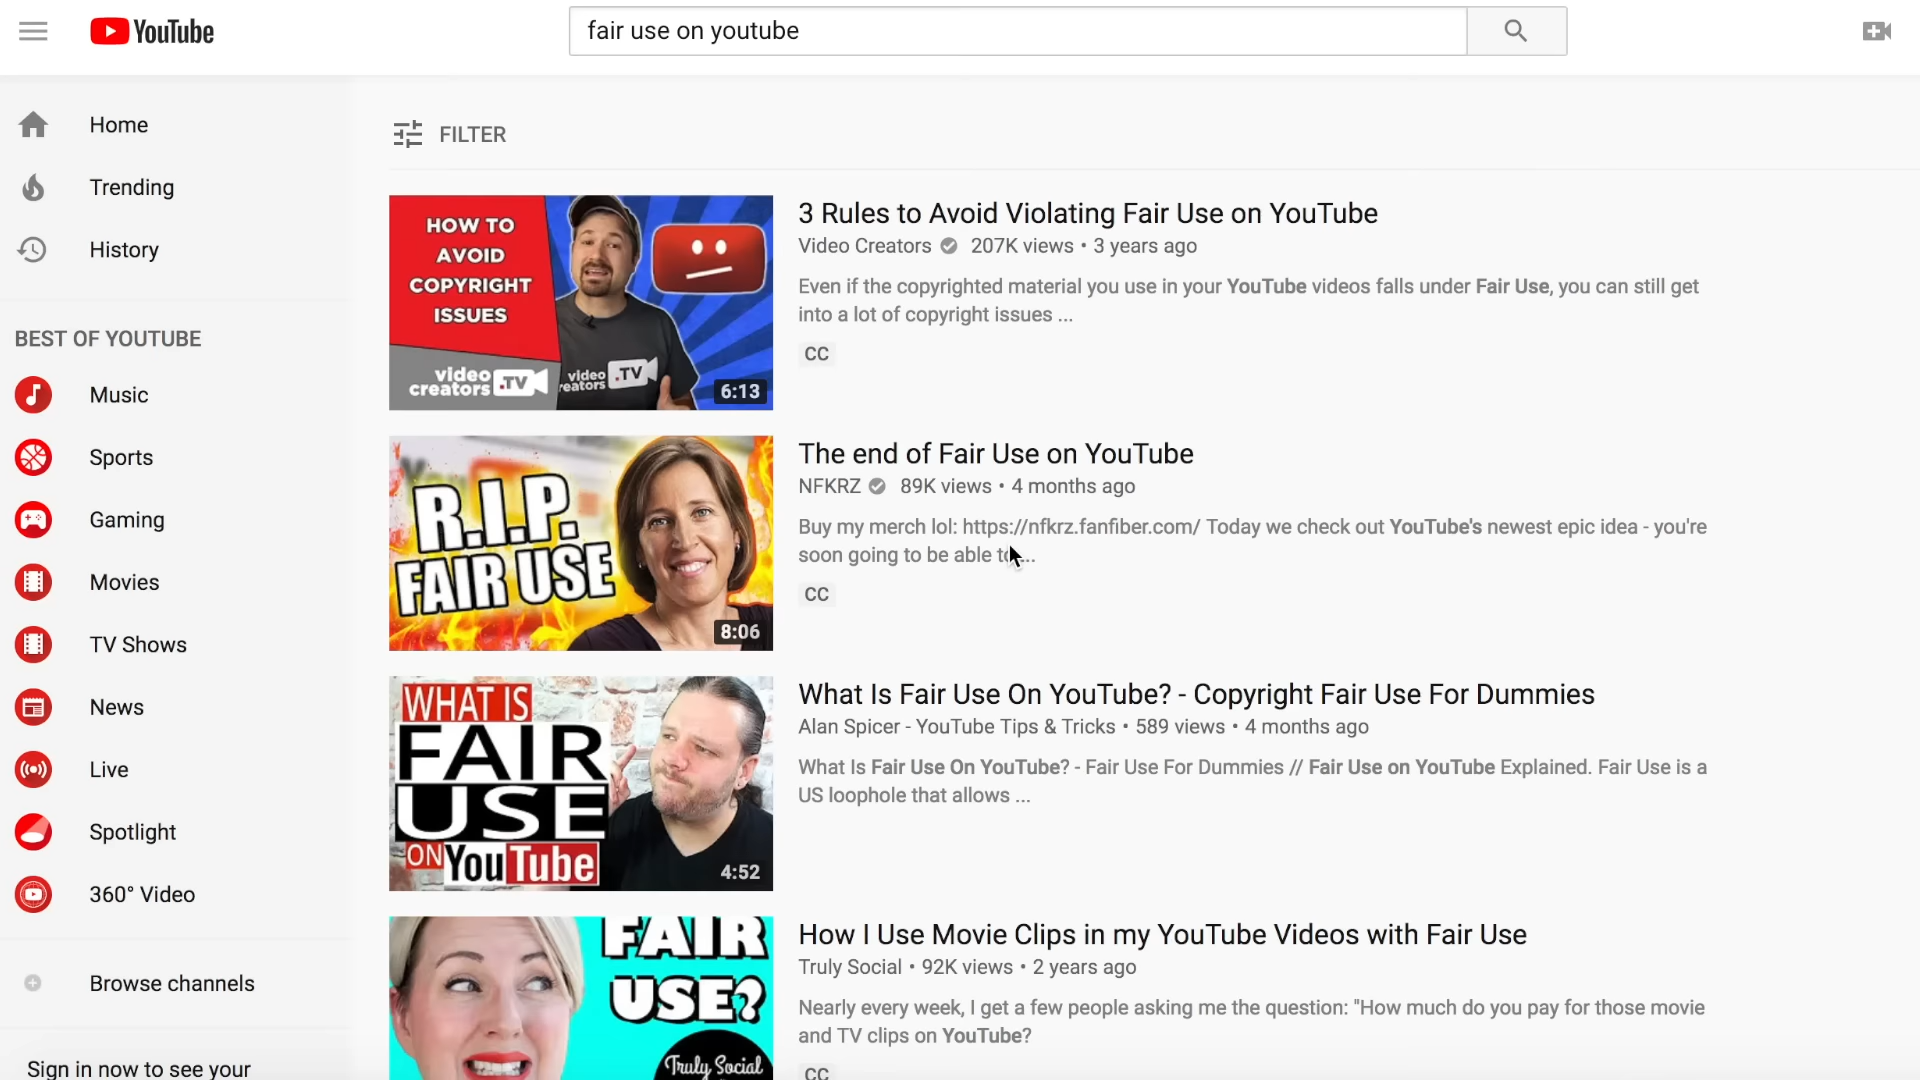 YouTube
fair use on youtube
Home
Trending
History
BEST OF YOUTUBE
Music
Sports
Gaming
Movies
TV Shows
News
Live
Spotlight
360° Video
Browse channels
Sign in now to see your
FILTER
HOW TO
AVOID
COPYRIGHT
ISSUES
video
creators .TV
video
reators .TV
6:13
3 Rules to Avoid Violating Fair Use on YouTube
Video Creators 207K views • 3 years ago
Even if the copyrighted material you use in your YouTube videos falls under Fair Use, you can still get
into a lot of copyright issues ...
CC
R.I.P.
FAIR USE
8:06
The end of Fair Use on YouTube
NFKRZ 89K views • 4 months ago
Buy my merch lol: https://nfkrz.fanfiber.com/ Today we check out YouTube's newest epic idea - you're
soon going to be able to ...
CC
WHAT IS
FAIR
USE
ON YouTube
4:52
What Is Fair Use On YouTube? - Copyright Fair Use For Dummies
Alan Spicer - YouTube Tips & Tricks • 589 views • 4 months ago
What Is Fair Use On YouTube? - Fair Use For Dummies // Fair Use on YouTube Explained. Fair Use is a
US loophole that allows ...
FAIR
USE?
Truly Social
How I Use Movie Clips in my YouTube Videos with Fair Use
Truly Social • 92K views • 2 years ago
Nearly every week, I get a few people asking me the question: "How much do you pay for those movie
and TV clips on YouTube?
CC